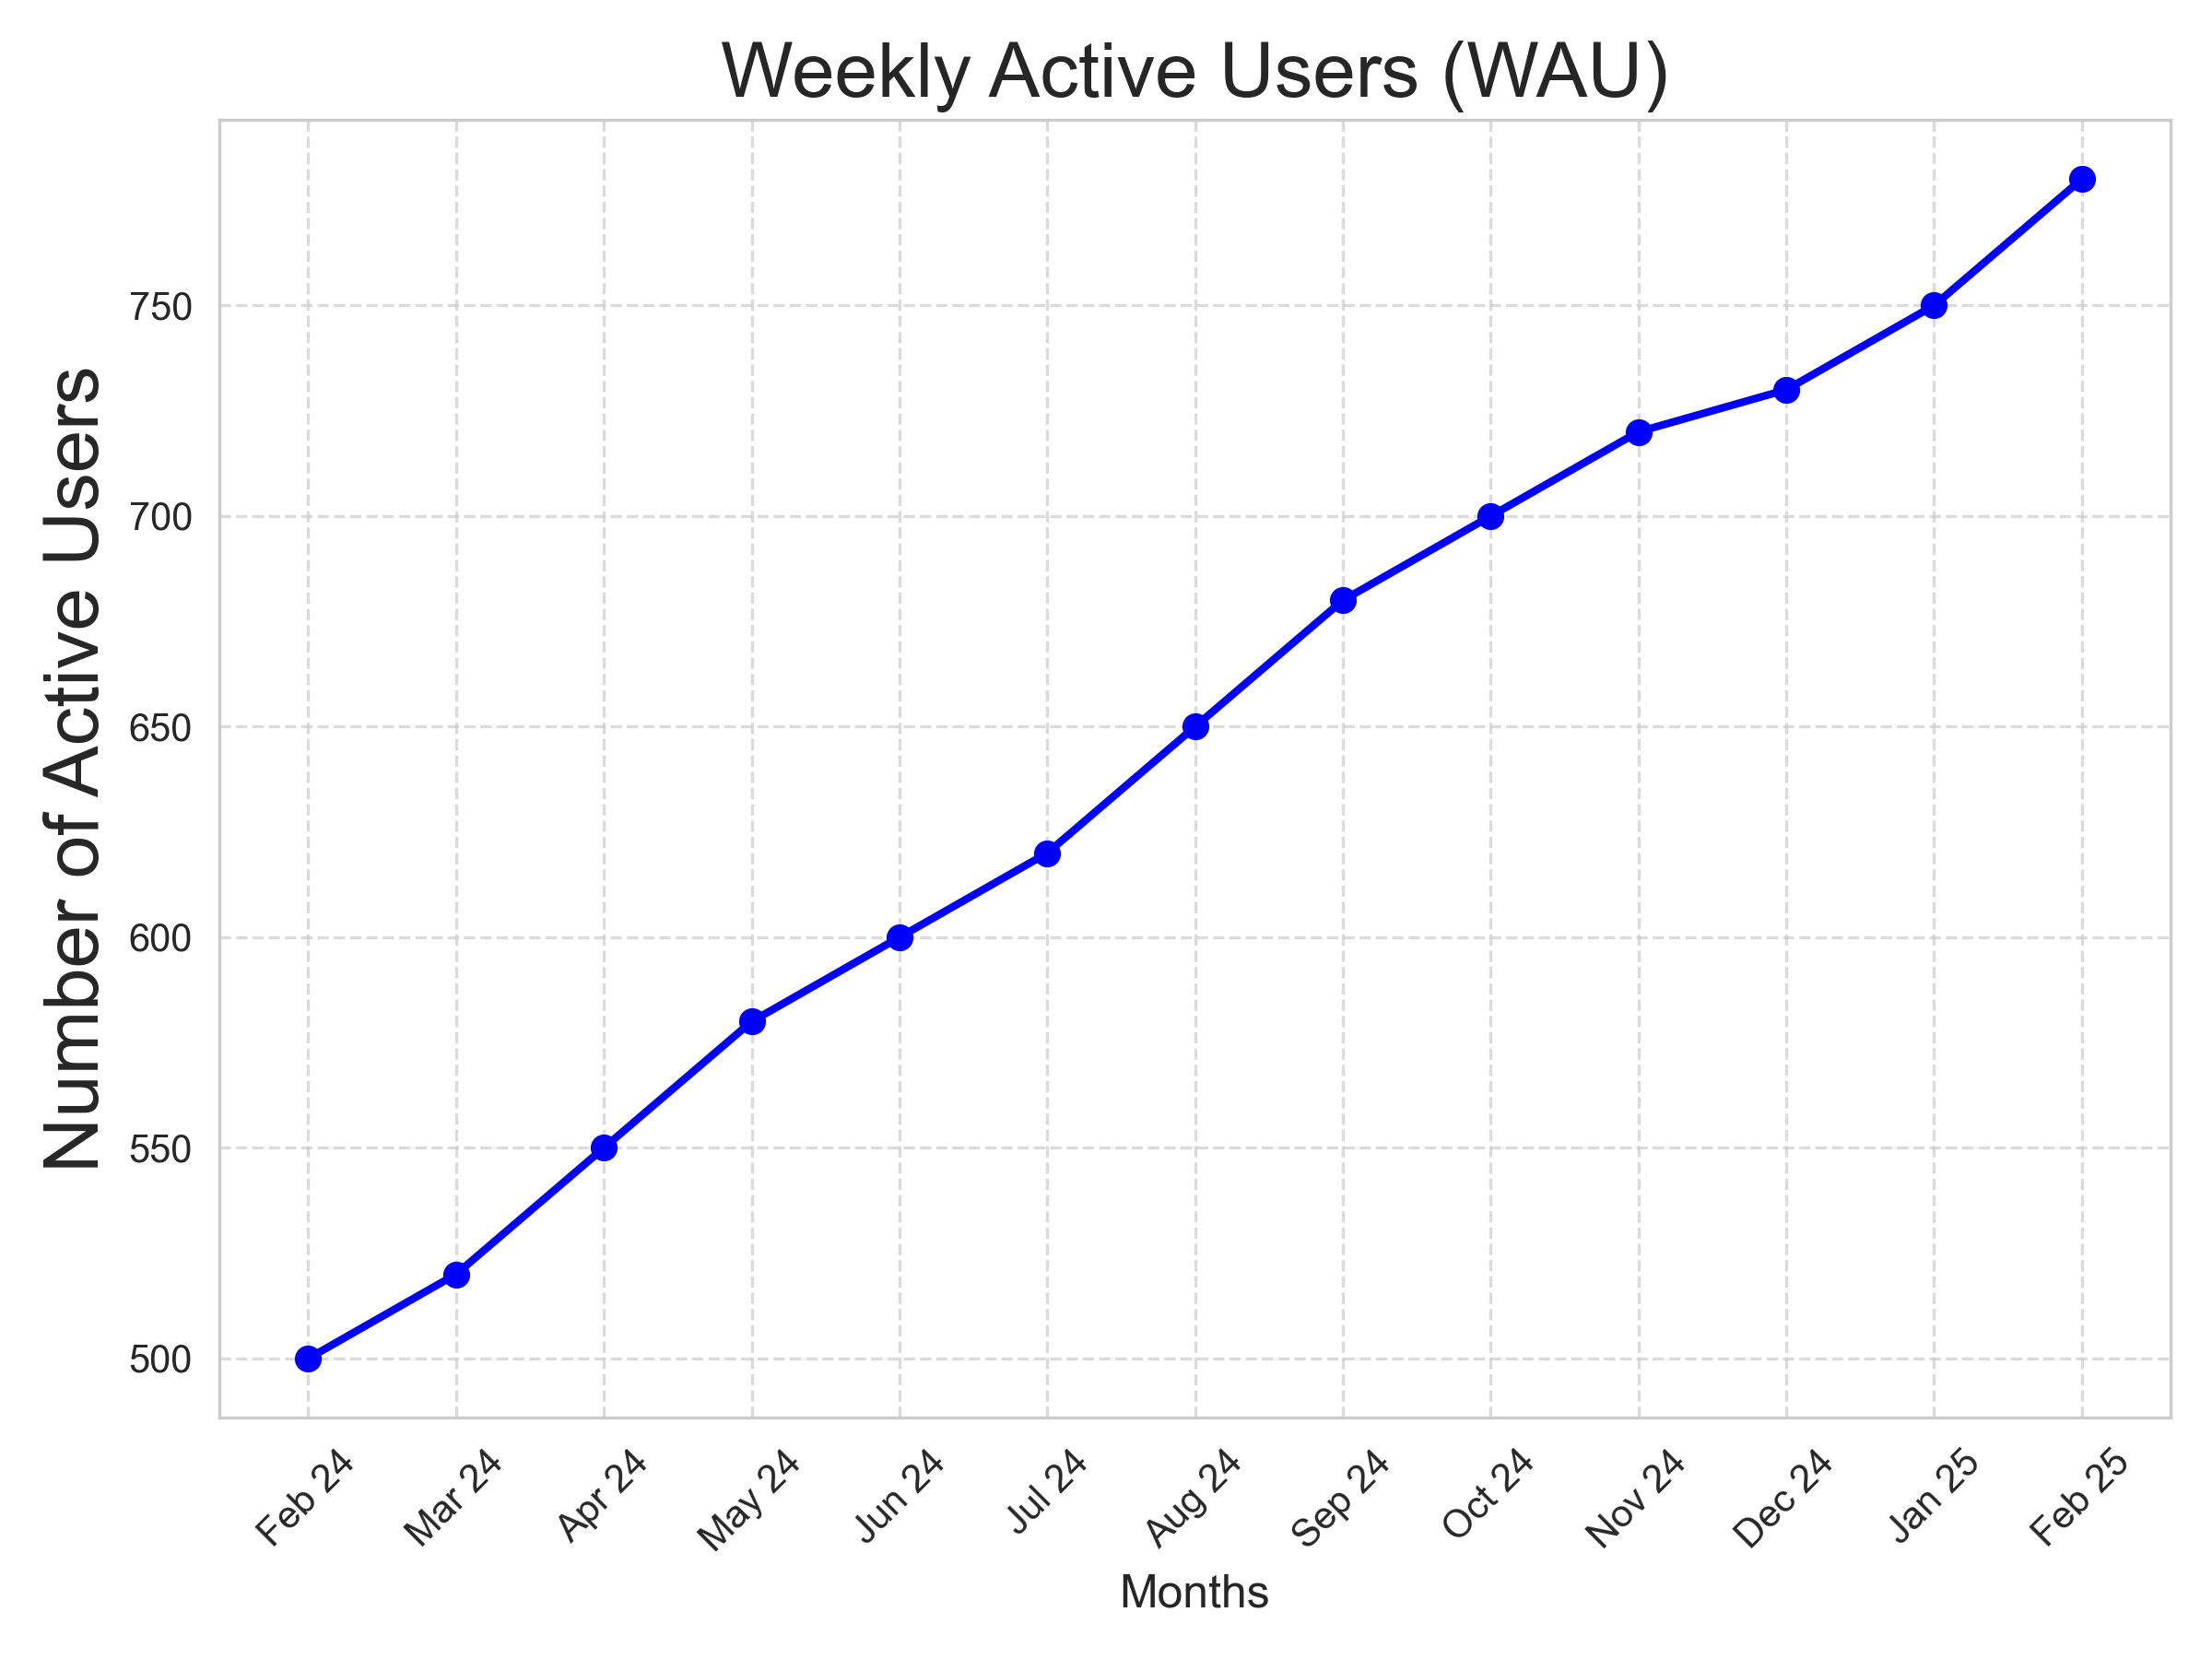 Weekly Active Users (WAU)
Number of Active Users
750
700
650
600
550
500
Feb 24
Mar 24
Apr 24
May 24
Jun 24
Jul 24
Aug 24
Sep 24
Oct 24
Nov 24
Dec 24
Jan 25
Feb 25
Months